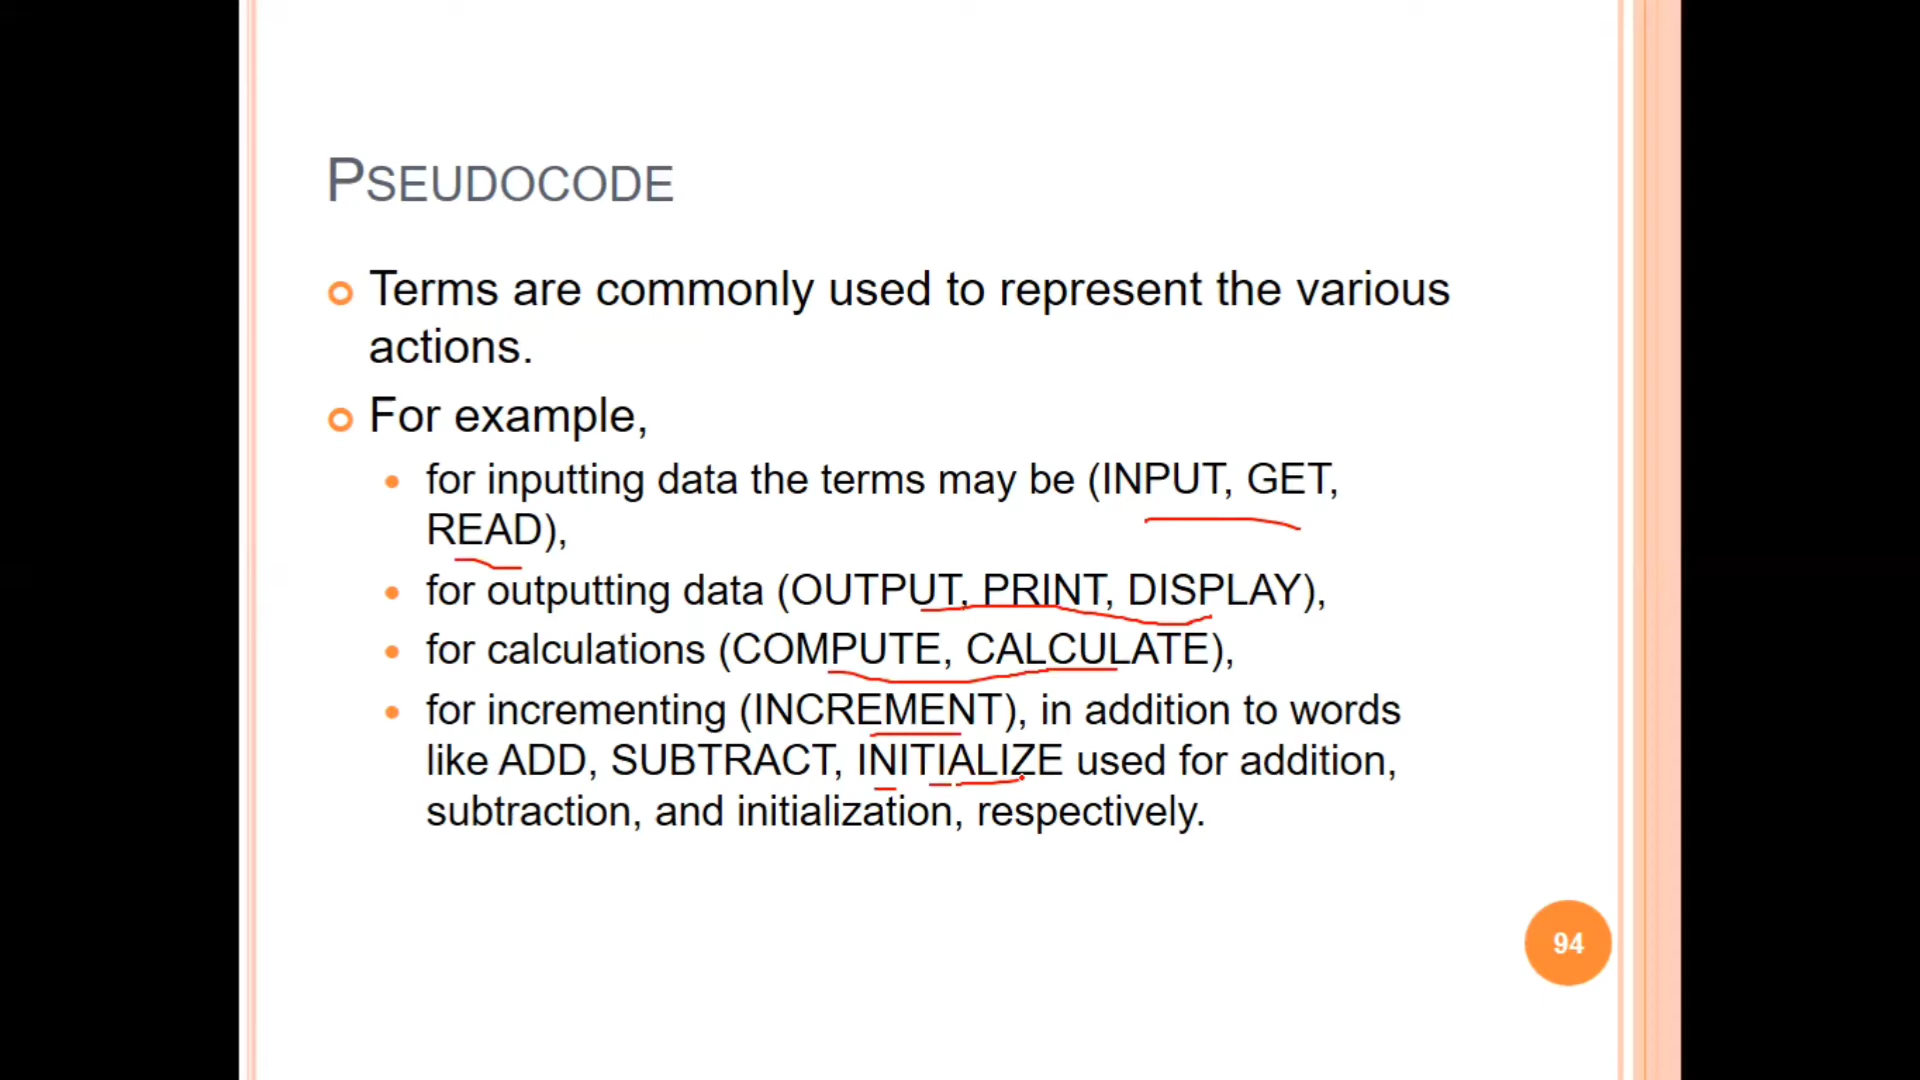 PSEUDOCODE
Terms are commonly used to represent the various
actions.
For example,
for inputting data the terms may be (INPUT, GET,
READ),
for outputting data (OUTPUT, PRINT, DISPLAY),
for calculations (COMPUTE, CALCULATE),
for incrementing (INCREMENT), in addition to words
like ADD, SUBTRACT, INITIALIZE used for addition,
subtraction, and initialization, respectively.
94